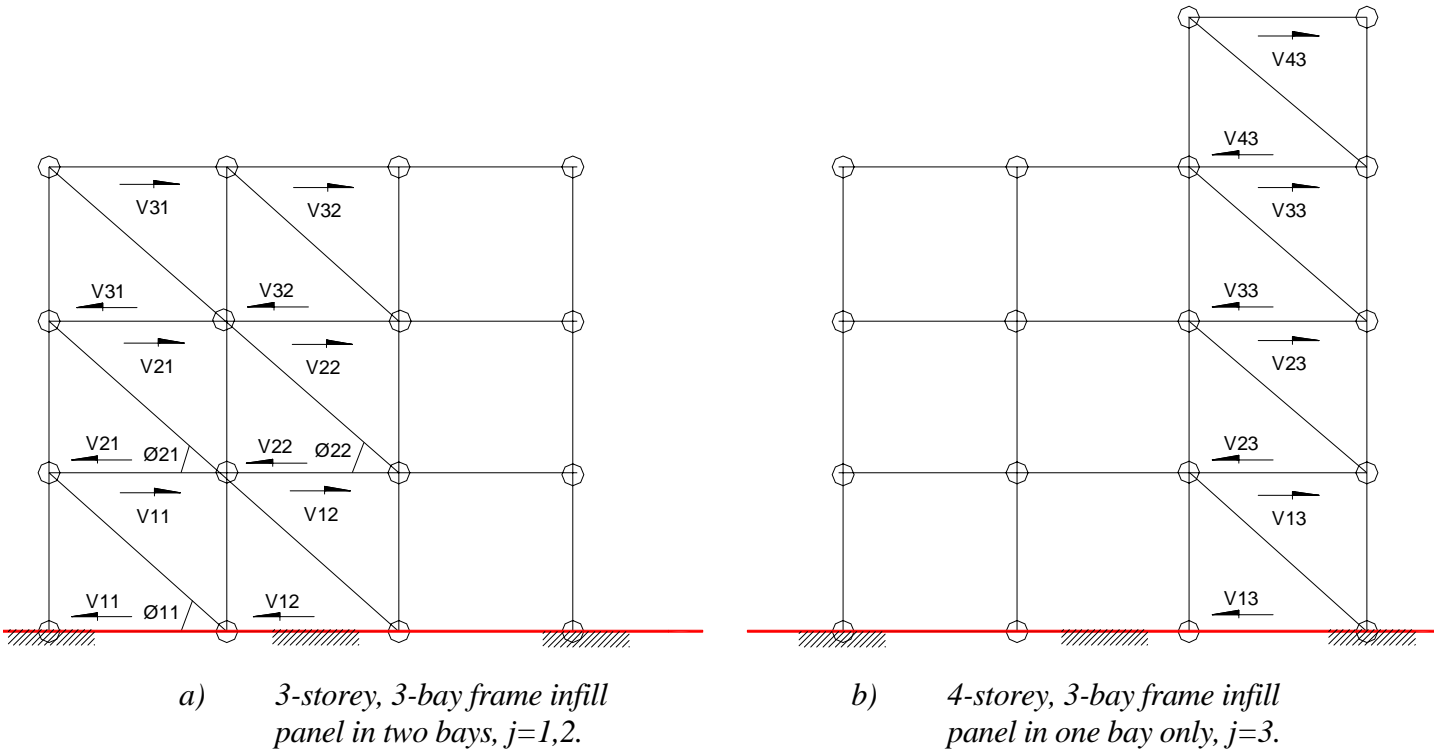 V43
V43
V31
V32
V33
V31
V32
V33
V21
V22
V23
V21
Ø21
V22
Ø22
V23
V11
V12
V13
V11
Ø11
V12
V13
a) 3-storey, 3-bay frame infill
panel in two bays, j=1,2.
b) 4-storey, 3-bay frame infill
panel in one bay only, j=3.